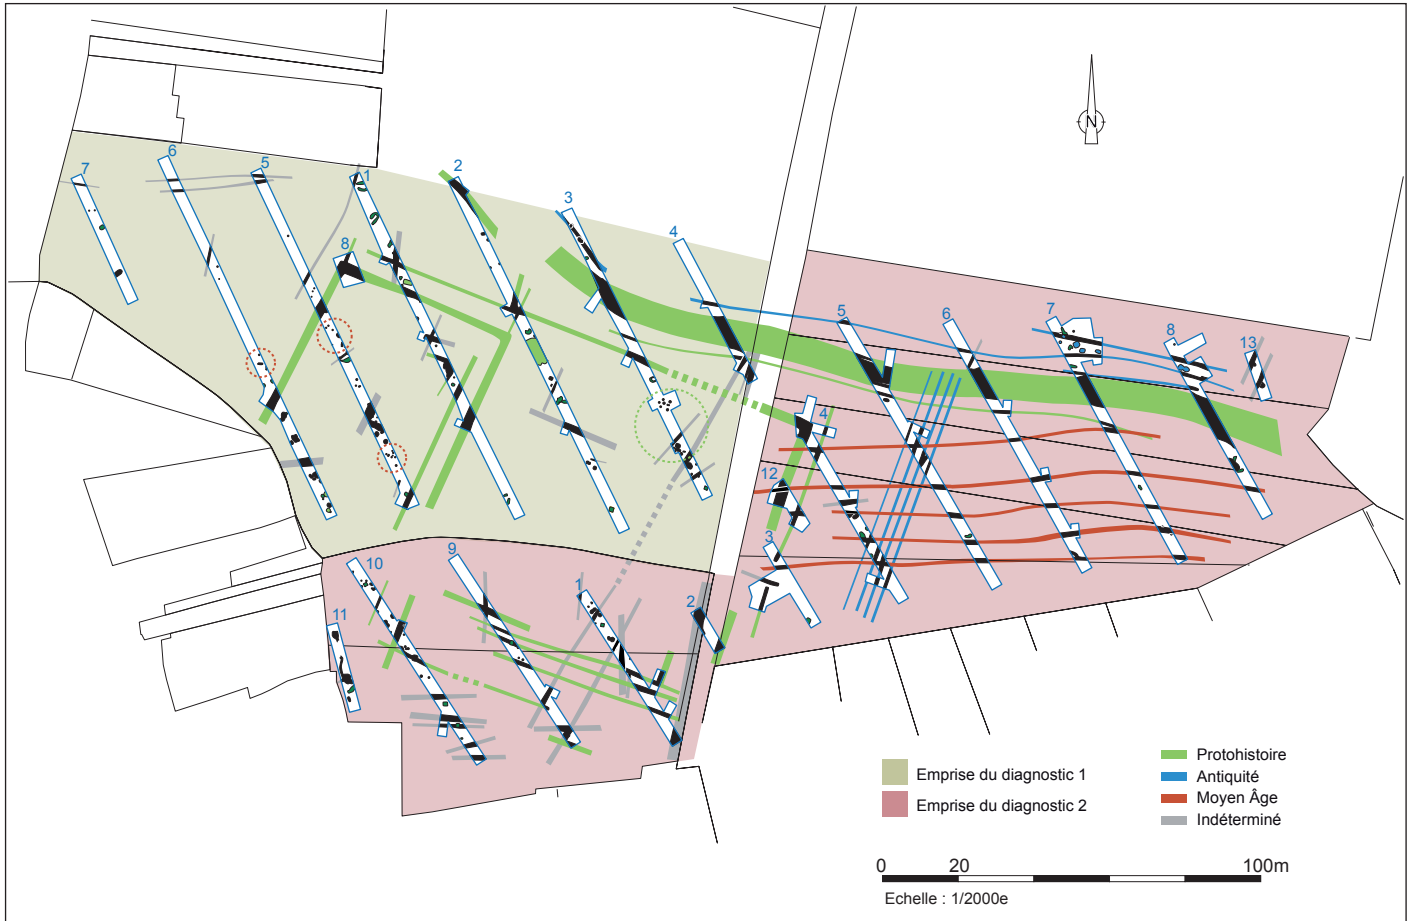 N
7
6
5
1
2
3
4
8
5
6
7
8
13
4
12
3
10
9
1
2
11
Emprise du diagnostic 1
Emprise du diagnostic 2
Protohistoire
Antiquité
Moyen Âge
Indéterminé
0 20 100m
Echelle : 1/2000e